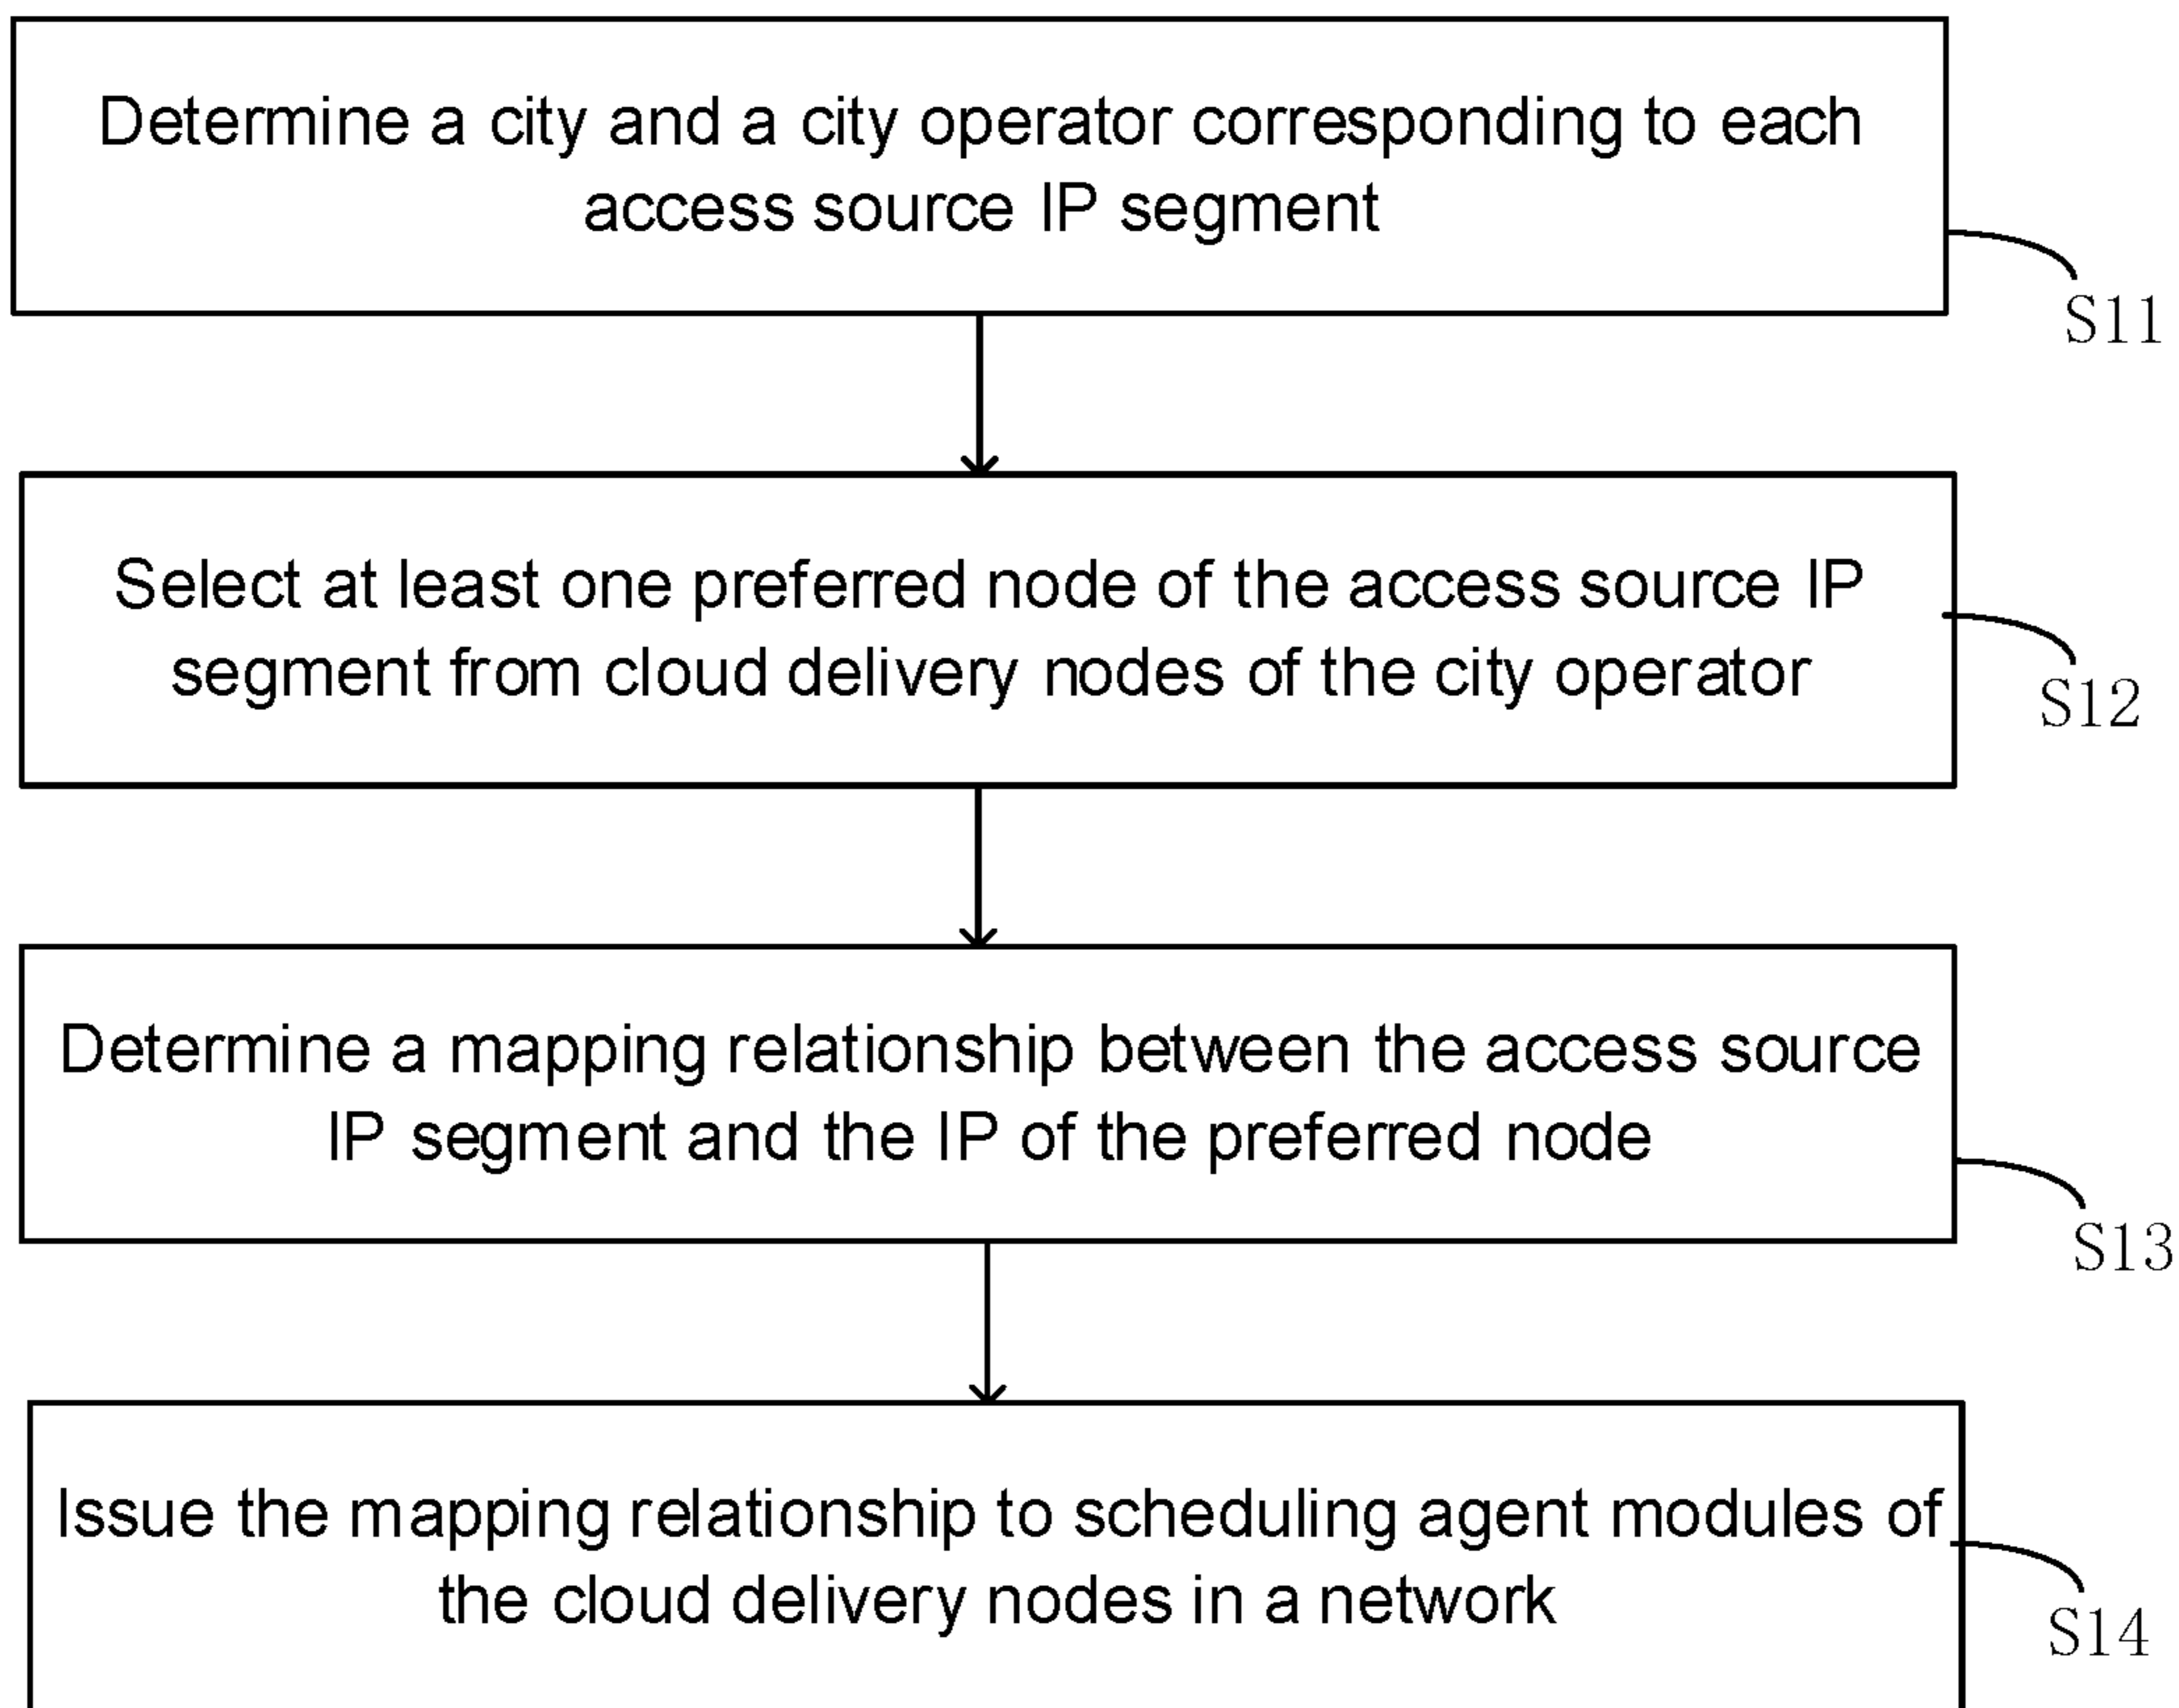 Determine a city and a city operator corresponding to each
access source IP segment
S11
Select at least one preferred node of the access source IP
segment from cloud delivery nodes of the city operator
S12
Determine a mapping relationship between the access source
IP segment and the IP of the preferred node
S13
Issue the mapping relationship to scheduling agent modules of
the cloud delivery nodes in a network
S14